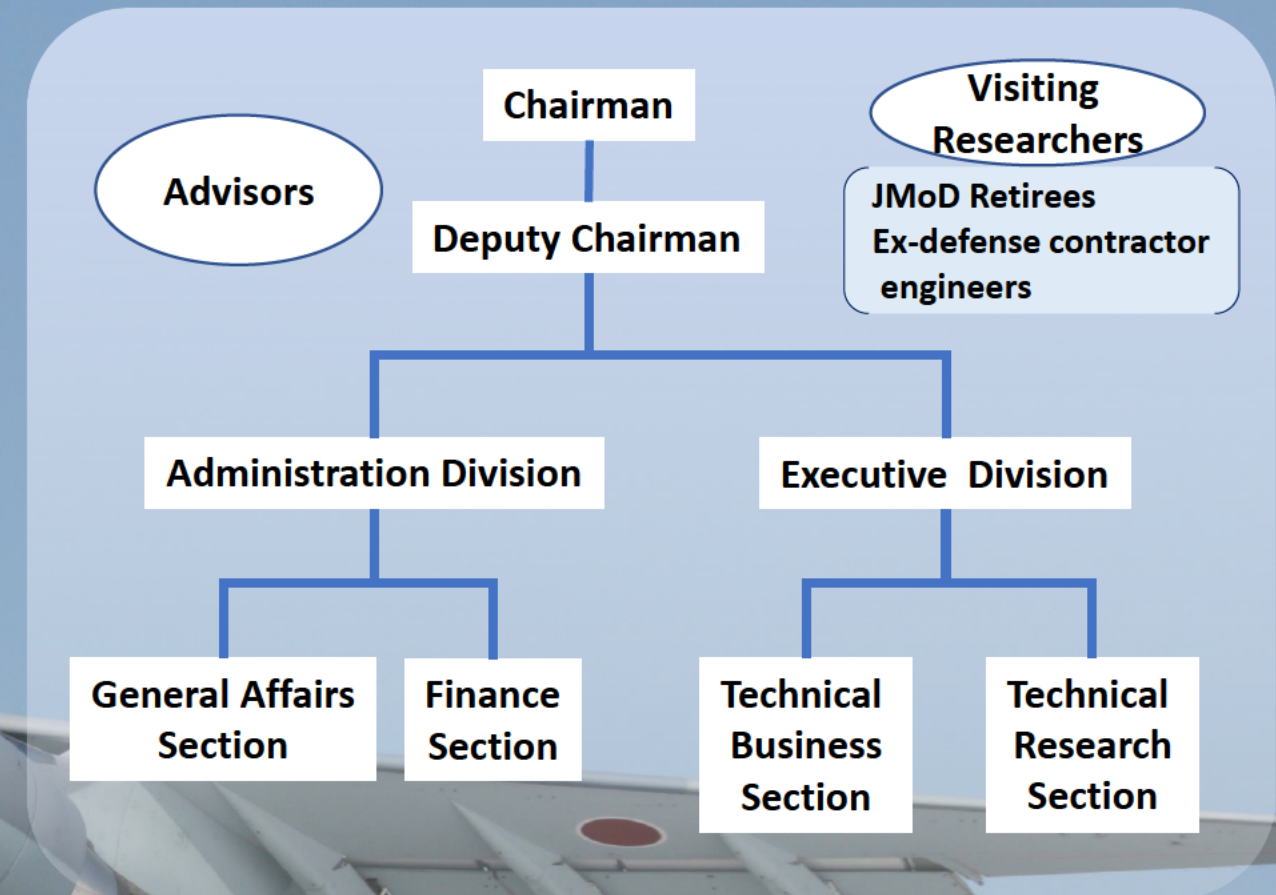 Chairman
Visiting
Researchers
Advisors
JMoD Retirees
Ex-defense contractor
engineers
Deputy Chairman
Administration Division
Executive Division
General Affairs
Section
Finance
Section
Technical
Business
Section
Technical
Research
Section